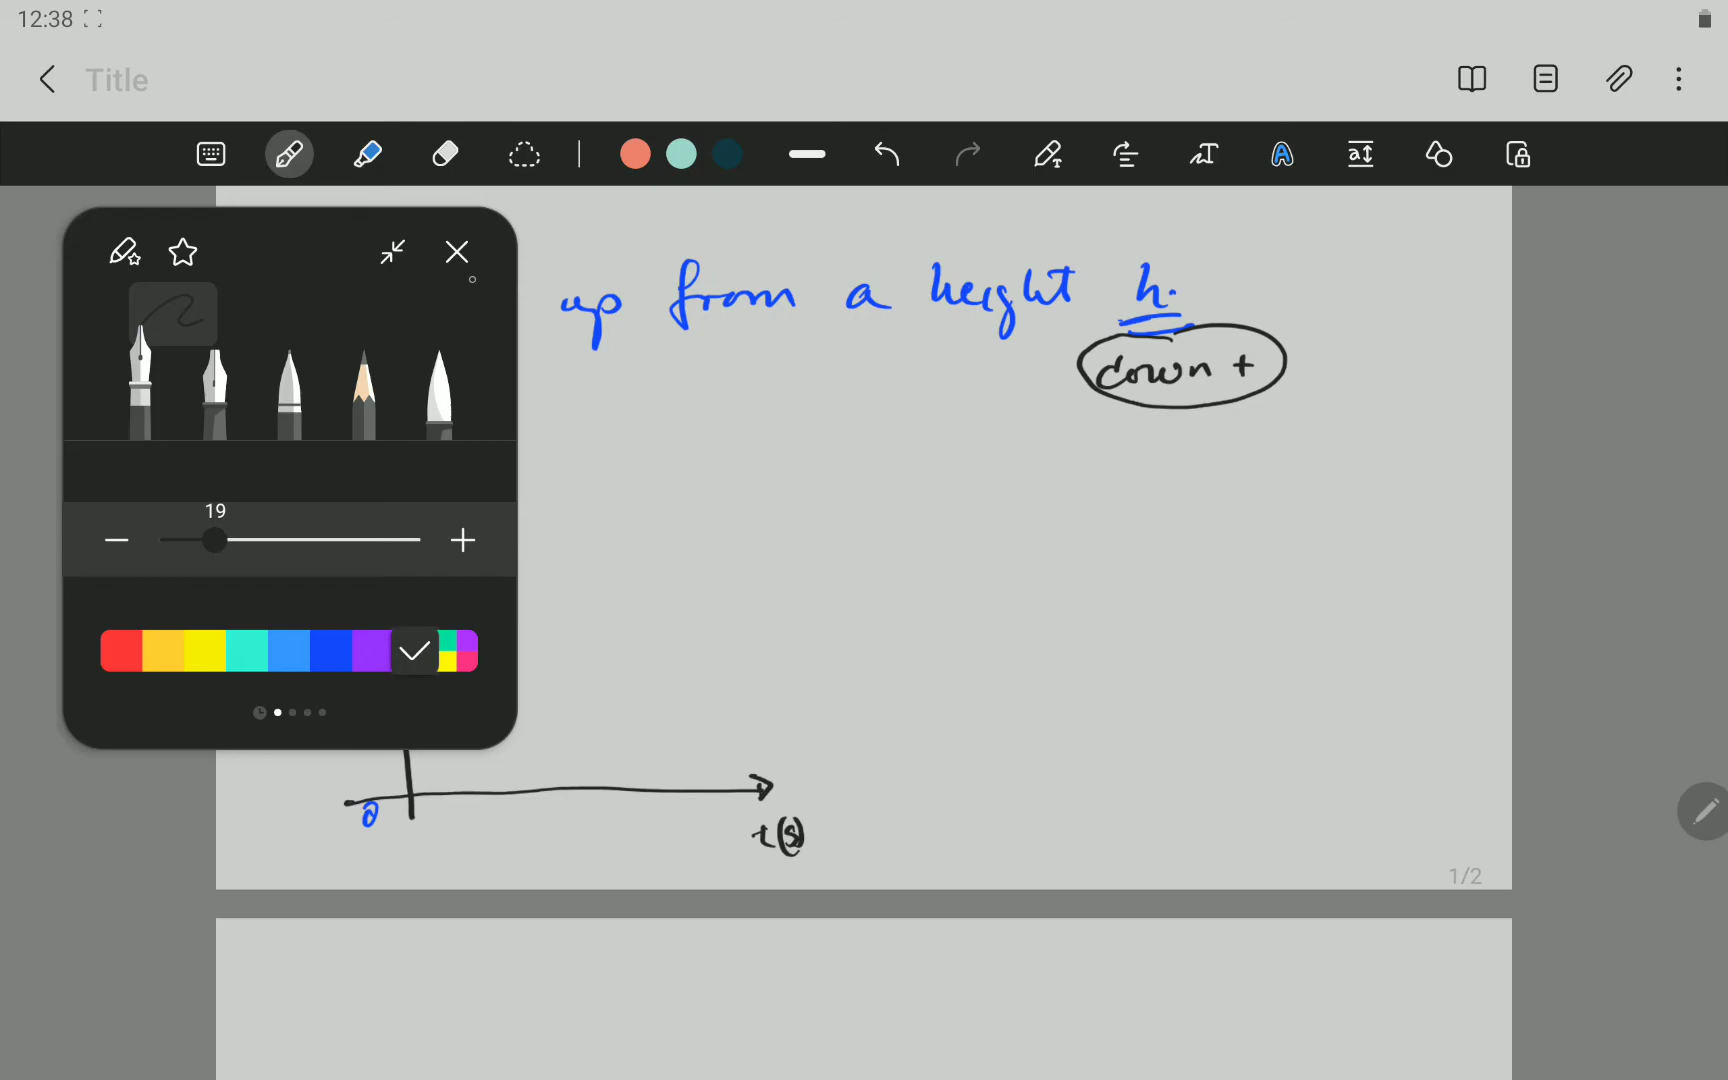 12:38
Title
up from a height h.
down +
19
0
t(s)
1/2